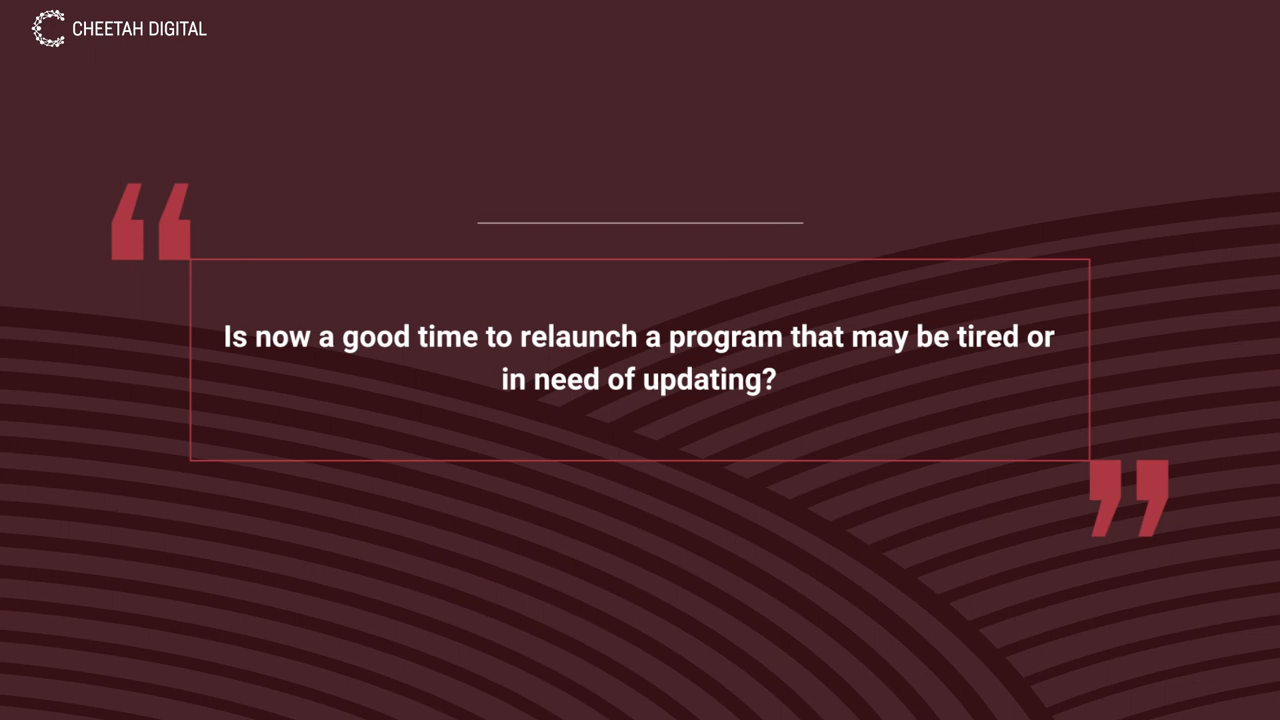 CHEETAH DIGITAL
“
Is now a good time to relaunch a program that may be tired or
in need of updating?
”